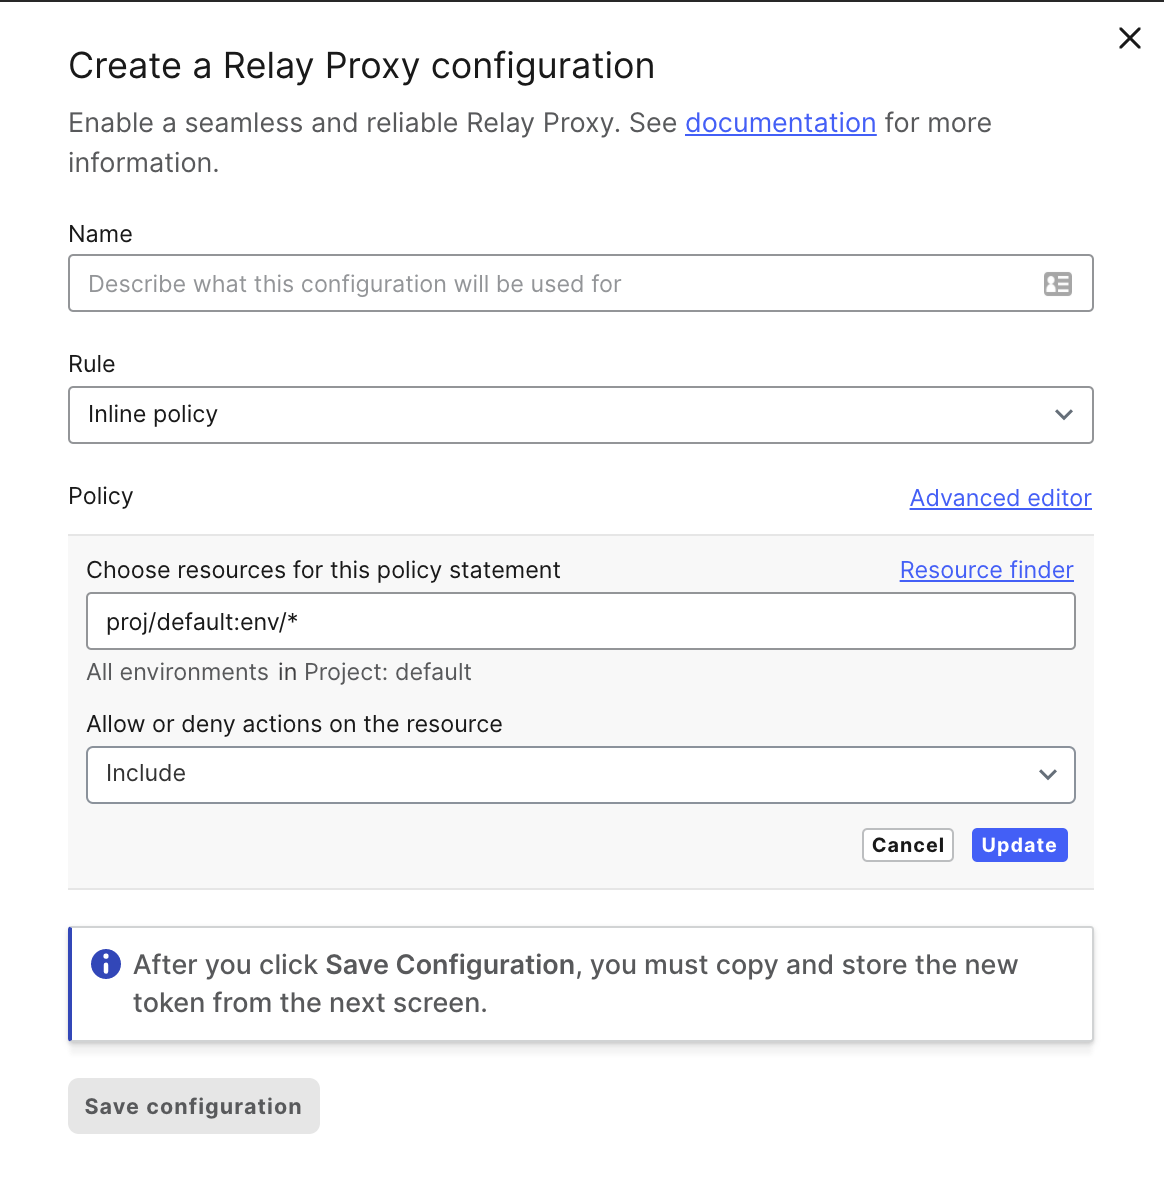 Create a Relay Proxy configuration
Enable a seamless and reliable Relay Proxy. See documentation for more
information.
Name
Describe what this configuration will be used for
Rule
Inline policy
Policy
Advanced editor
Choose resources for this policy statement
Resource finder
proj/default:env/*
All environments in Project: default
Allow or deny actions on the resource
Include
Cancel
Update
After you click Save Configuration, you must copy and store the new
token from the next screen.
Save configuration